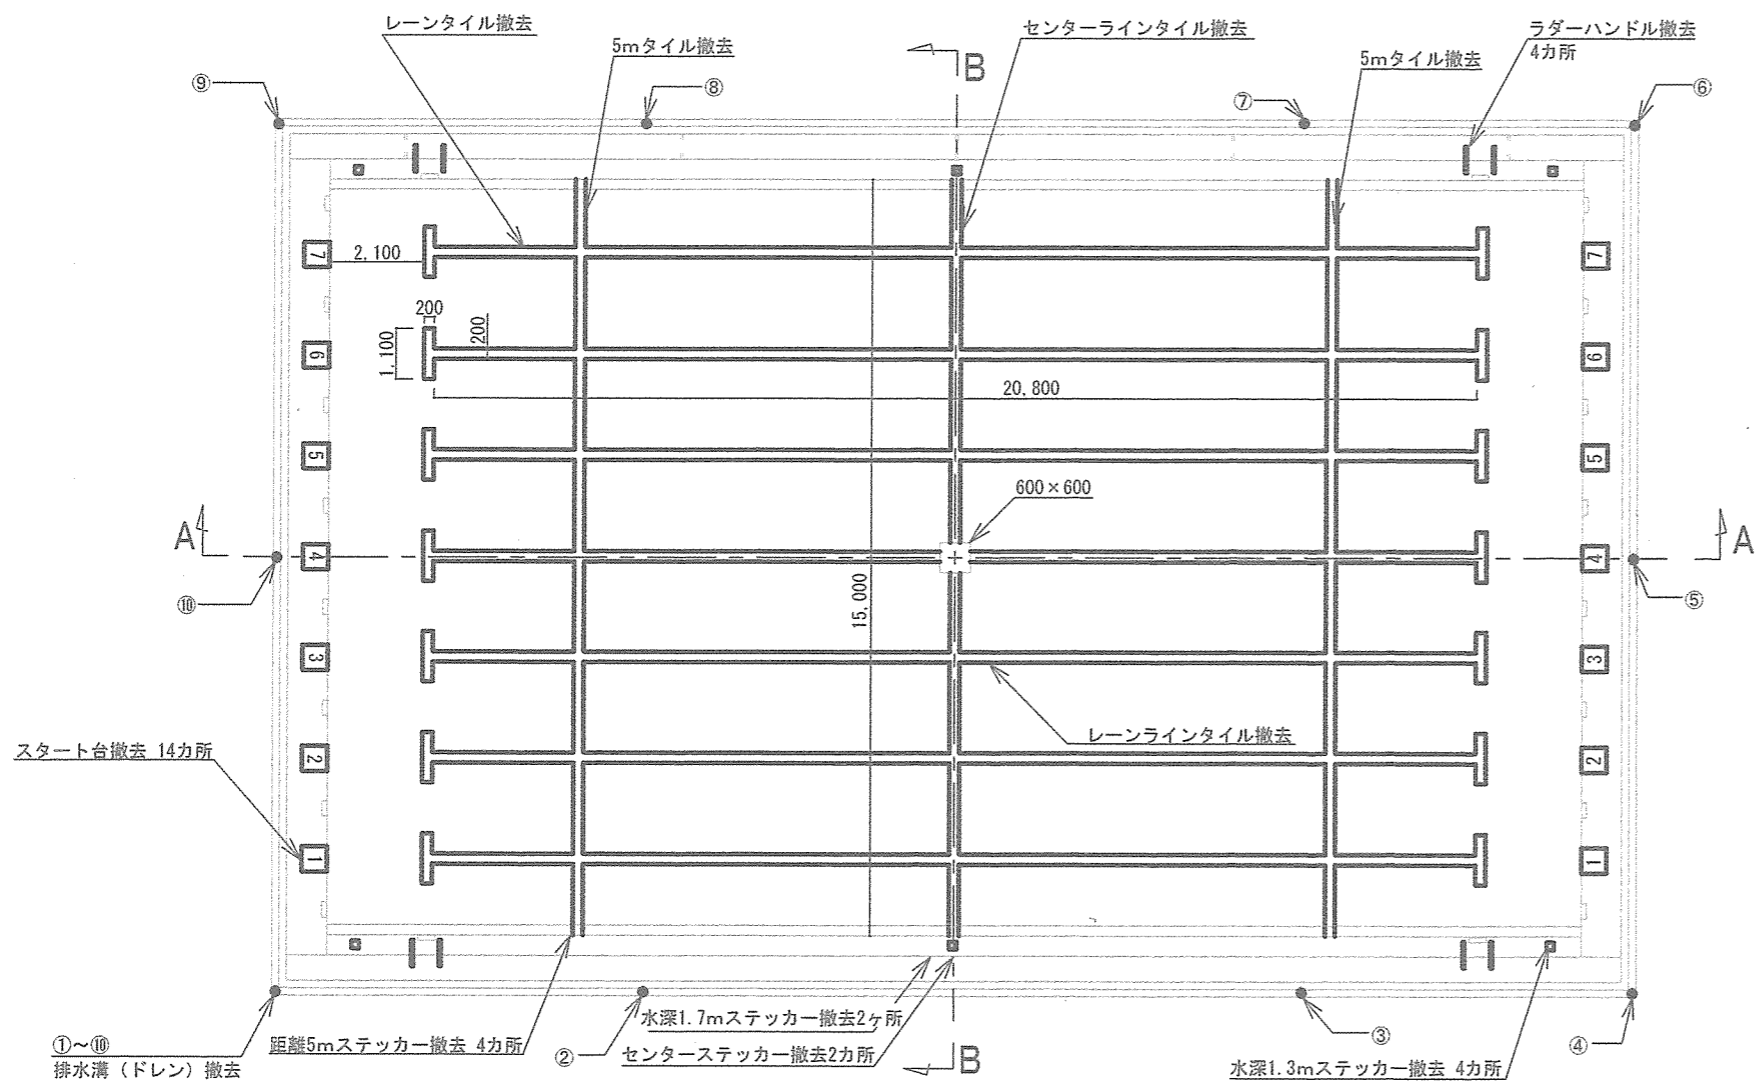 レーンタイル撤去
5mタイル撤去
センターラインタイル撤去
5mタイル撤去
ラダーハンドル撤去
4カ所
B
⑨
⑧
⑦
⑥
7
2,100
7
200
1,100
200
6
6
20,800
5
5
600×600
A
4
4
A
⑩
15,000
⑤
3
3
レーンラインタイル撤去
スタート台撤去 14カ所
2
2
1
1
①~⑩
排水溝(ドレン)撤去
距離5mステッカー撤去 4カ所
②
水深1.7mステッカー撤去2ヶ所
センターステッカー撤去2カ所
B
③
④
水深1.3mステッカー撤去 4カ所